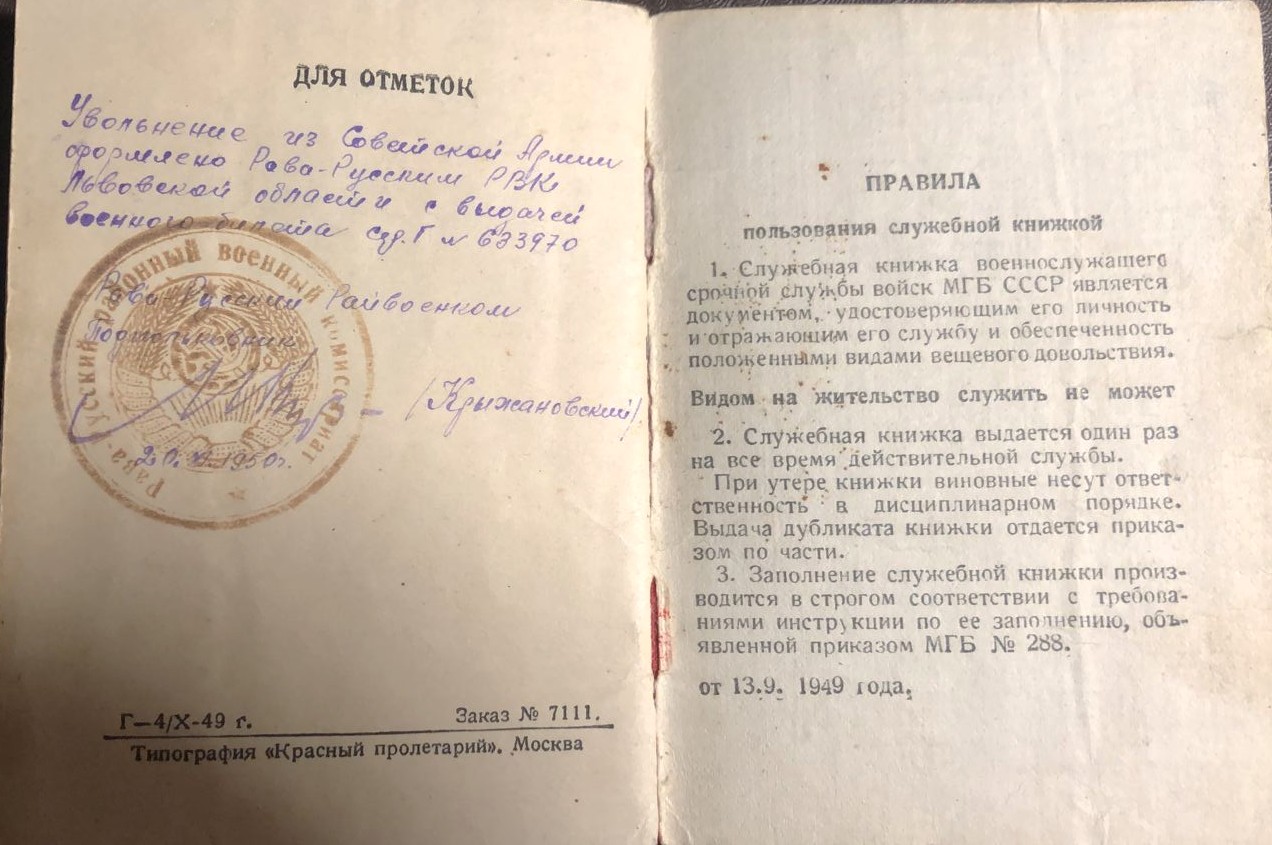 ДЛЯ ОТМЕТОК
Увольнение из Советской Армии
оформлено Рава-Русским РВК
Львовской области с выдачей
военного билета № 633970
Рава-Русский Райвоенком
Подполковник
(Крыжановский)
1950г.
Рава-Русский районный военный комиссариат
Г—4/X-49 г. Заказ № 7111.
Типография «Красный пролетарий». Москва
ПРАВИЛА
пользования служебной книжкой
1. Служебная книжка военнослужащего
срочной службы войск МГБ СССР является
документом, удостоверяющим его личность
и отражающим его службу и обеспеченность
положенными видами вещевого довольствия.
Видом на жительство служить не может
2. Служебная книжка выдается один раз
на все время действительной службы.
При утере книжки виновные несут ответ-
ственность в дисциплинарном порядке.
Выдача дубликата книжки отдается прика-
зом по части.
3. Заполнение служебной книжки произ-
водится в строгом соответствии с требова-
ниями инструкции по ее заполнению, объ-
явленной приказом МГБ № 288.
от 13.9. 1949 года.